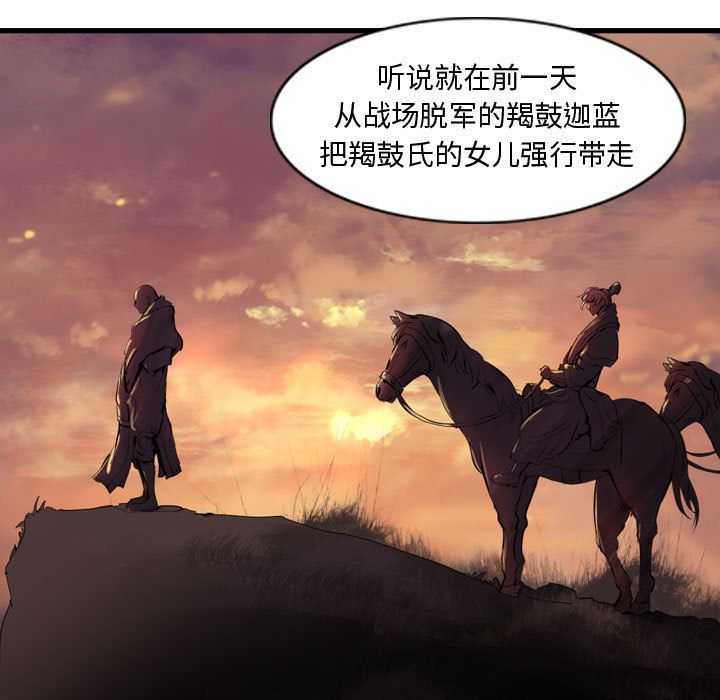 听说就在前一天
从战场脱军的羯鼓迦蓝
把羯鼓氏的女儿强行带走